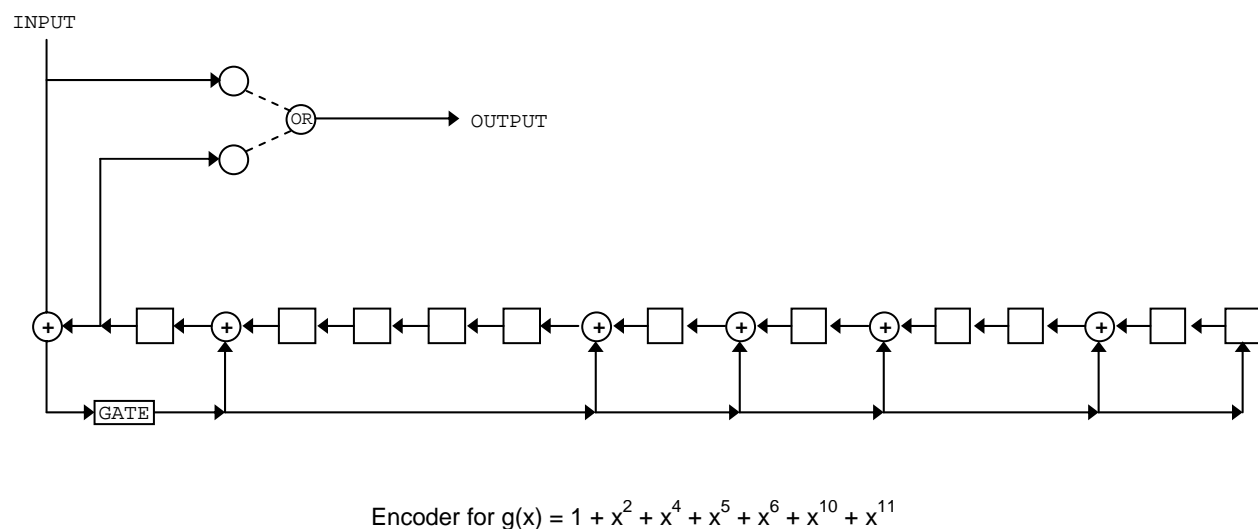 INPUT
OR
OUTPUT
+ + + + + +
GATE
Encoder for g(x) = 1 + x² + x⁴ + x⁵ + x⁶ + x¹⁰ + x¹¹